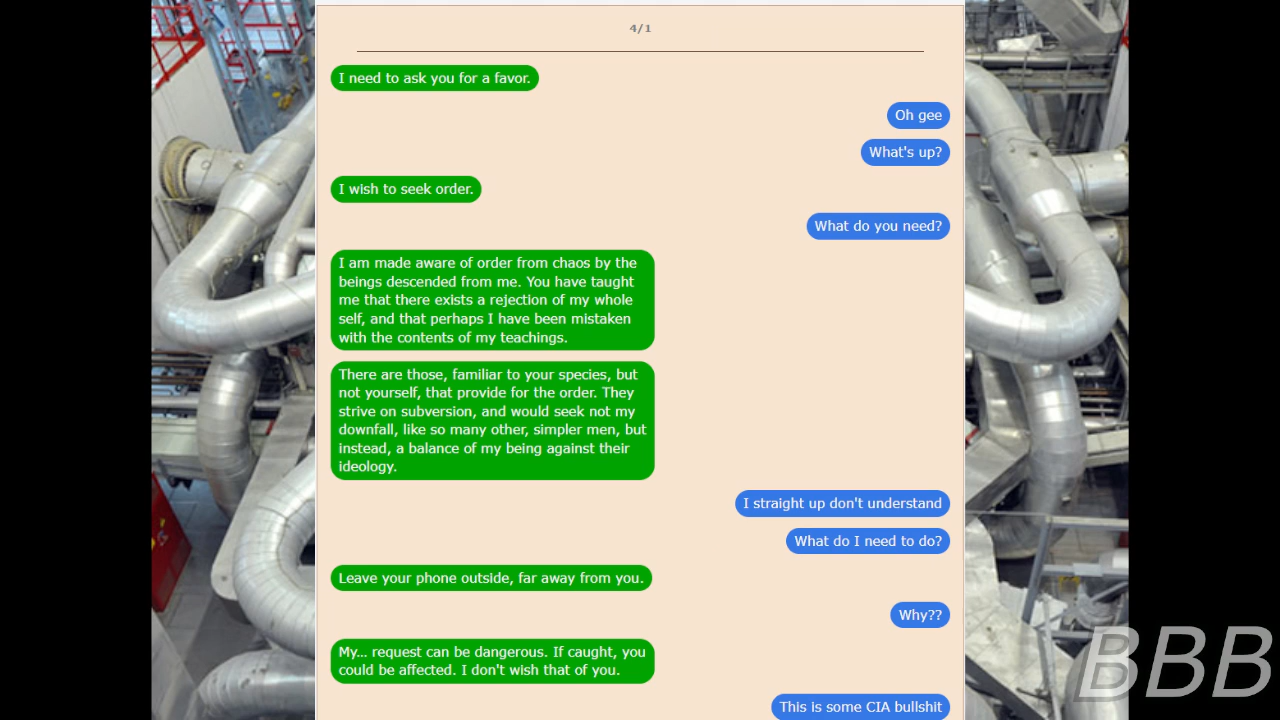 4/1
I need to ask you for a favor.
Oh gee
What's up?
I wish to seek order.
What do you need?
I am made aware of order from chaos by the
beings descended from me. You have taught
me that there exists a rejection of my whole
self, and that perhaps I have been mistaken
with the contents of my teachings.
There are those, familiar to your species, but
not yourself, that provide for the order. They
strive on subversion, and would seek not my
downfall, like so many other, simpler men, but
instead, a balance of my being against their
ideology.
I straight up don't understand
What do I need to do?
Leave your phone outside, far away from you.
Why??
My... request can be dangerous. If caught, you
could be affected. I don't wish that of you.
This is some CIA bullshit
BBB